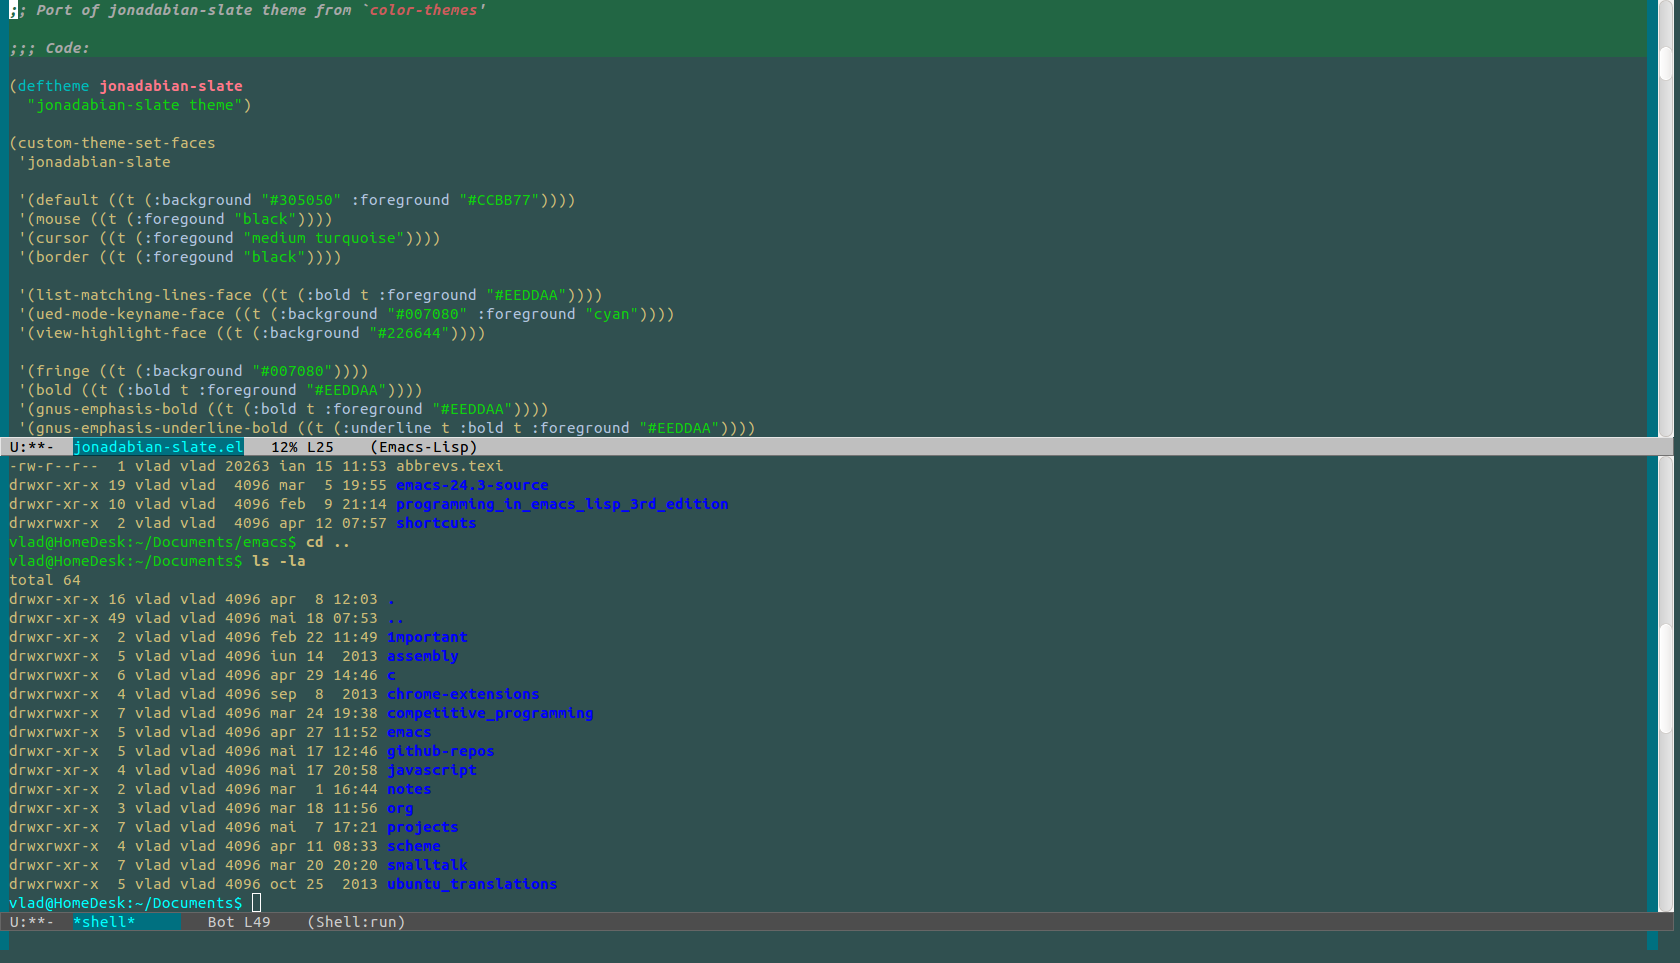 ;; Port of jonadabian-slate theme from `color-themes'
;;; Code:
(deftheme jonadabian-slate
  "jonadabian-slate theme")
(custom-theme-set-faces
 'jonadabian-slate
 '(default ((t (:background "#305050" :foreground "#CCBB77"))))
 '(mouse ((t (:foregound "black"))))
 '(cursor ((t (:foregound "medium turquoise"))))
 '(border ((t (:foregound "black"))))
 '(list-matching-lines-face ((t (:bold t :foreground "#EEDDAA"))))
 '(ued-mode-keyname-face ((t (:background "#007080" :foreground "cyan"))))
 '(view-highlight-face ((t (:background "#226644"))))
 '(fringe ((t (:background "#007080"))))
 '(bold ((t (:bold t :foreground "#EEDDAA"))))
 '(gnus-emphasis-bold ((t (:bold t :foreground "#EEDDAA"))))
 '(gnus-emphasis-underline-bold ((t (:underline t :bold t :foreground "#EEDDAA"))))
U:**-  jonadabian-slate.el   12% L25    (Emacs-Lisp)
-rw-r--r--  1 vlad vlad 20263 ian 15 11:53 abbrevs.texi
drwxr-xr-x 19 vlad vlad  4096 mar  5 19:55 emacs-24.3-source
drwxr-xr-x 10 vlad vlad  4096 feb  9 21:14 programming_in_emacs_lisp_3rd_edition
drwxrwxr-x  2 vlad vlad  4096 apr 12 07:57 shortcuts
vlad@HomeDesk:~/Documents/emacs$ cd ..
vlad@HomeDesk:~/Documents$ ls -la
total 64
drwxr-xr-x 16 vlad vlad 4096 apr  8 12:03 .
drwxr-xr-x 49 vlad vlad 4096 mai 18 07:53 ..
drwxr-xr-x  2 vlad vlad 4096 feb 22 11:49 1mportant
drwxrwxr-x  5 vlad vlad 4096 iun 14  2013 assembly
drwxrwxr-x  6 vlad vlad 4096 apr 29 14:46 c
drwxrwxr-x  4 vlad vlad 4096 sep  8  2013 chrome-extensions
drwxrwxr-x  7 vlad vlad 4096 mar 24 19:38 competitive_programming
drwxrwxr-x  5 vlad vlad 4096 apr 27 11:52 emacs
drwxr-xr-x  5 vlad vlad 4096 mai 17 12:46 github-repos
drwxrwxr-x  4 vlad vlad 4096 mai 17 20:58 javascript
drwxr-xr-x  2 vlad vlad 4096 mar  1 16:44 notes
drwxr-xr-x  3 vlad vlad 4096 mar 18 11:56 org
drwxr-xr-x  7 vlad vlad 4096 mai  7 17:21 projects
drwxrwxr-x  4 vlad vlad 4096 apr 11 08:33 scheme
drwxr-xr-x  7 vlad vlad 4096 mar 20 20:20 smalltalk
drwxrwxr-x  5 vlad vlad 4096 oct 25  2013 ubuntu_translations
vlad@HomeDesk:~/Documents$
U:**-  *shell*        Bot L49    (Shell:run)